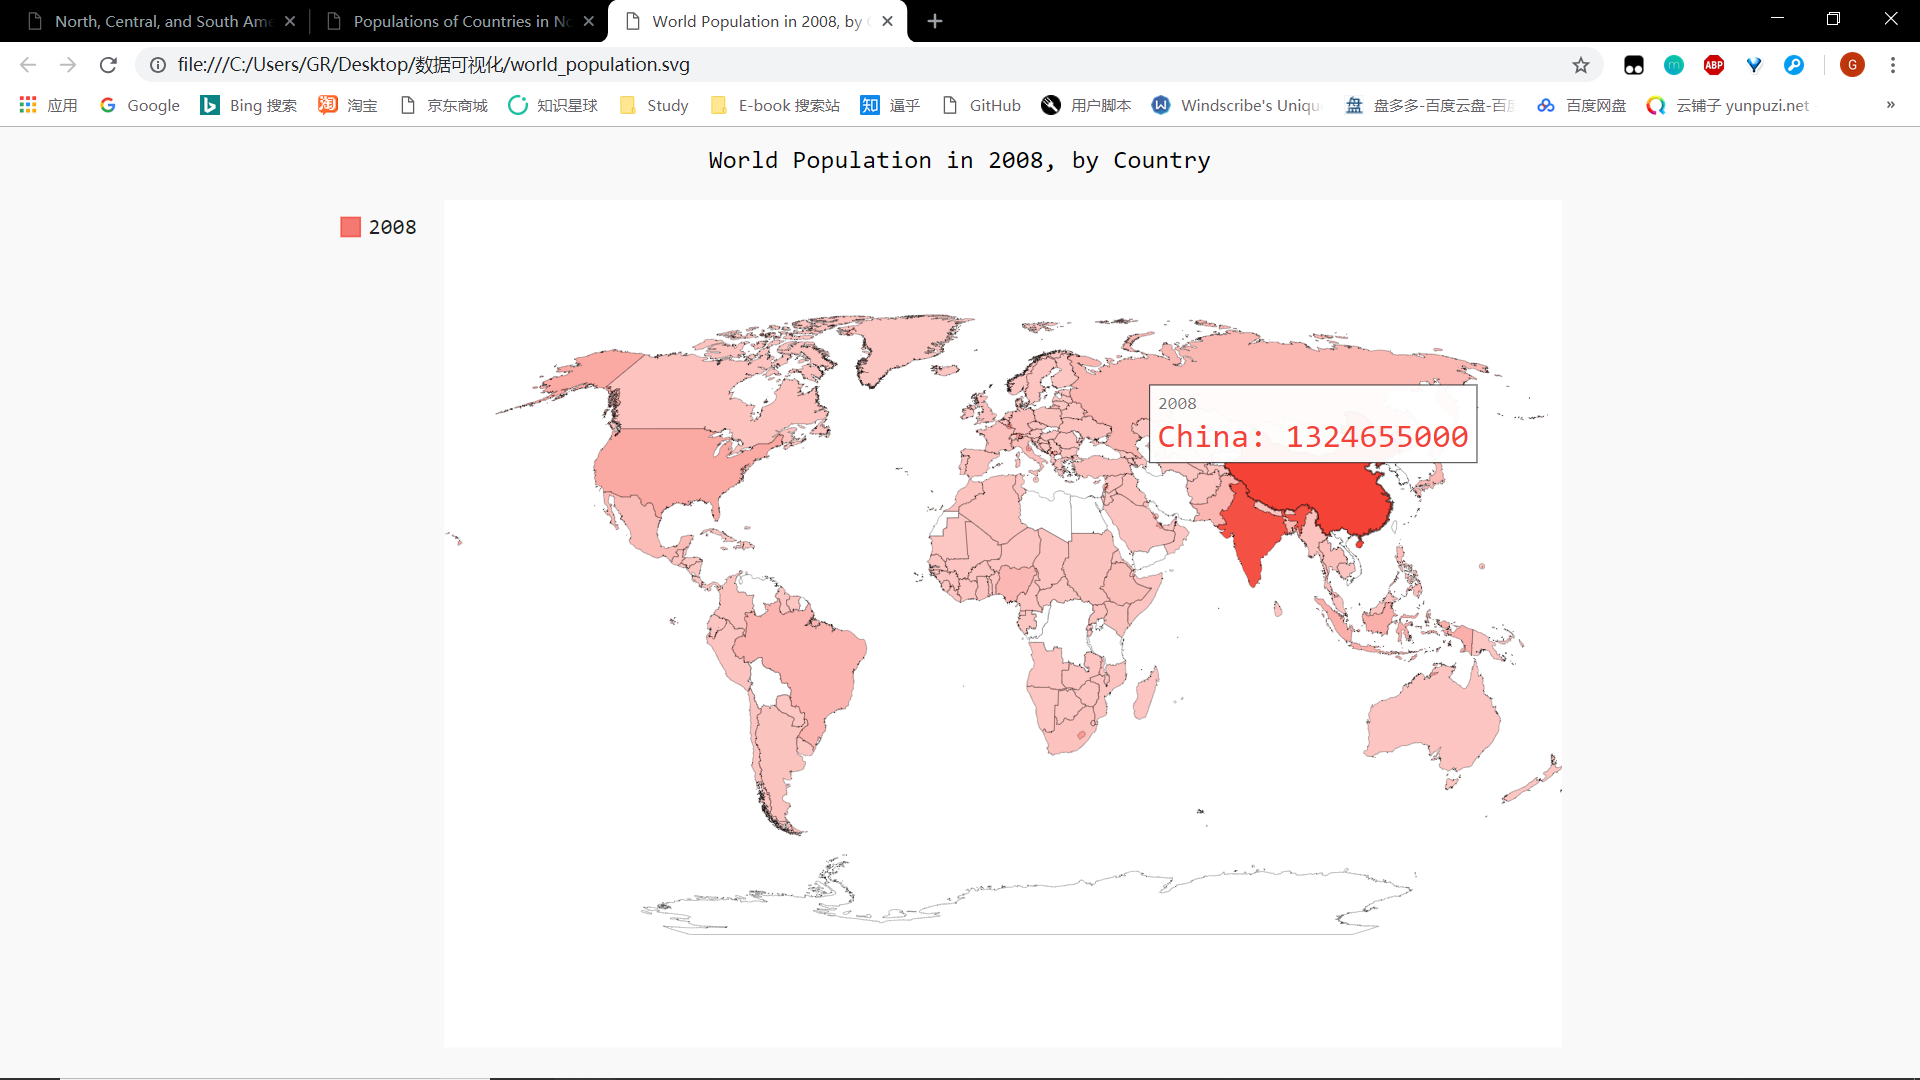 North, Central, and South Ame
Populations of Countries in No
World Population in 2008, by C
file:///C:/Users/GR/Desktop/数据可视化/world_population.svg
ABP
m
G
应用
Google
Bing 搜索
淘宝
京东商城
知识星球
Study
E-book 搜索站
知 逼乎
GitHub
用户脚本
Windscribe's Uniqu
盘多多-百度云盘-百度
百度网盘
云铺子 yunpuzi.net
»
World Population in 2008, by Country
2008
2008
China: 1324655000